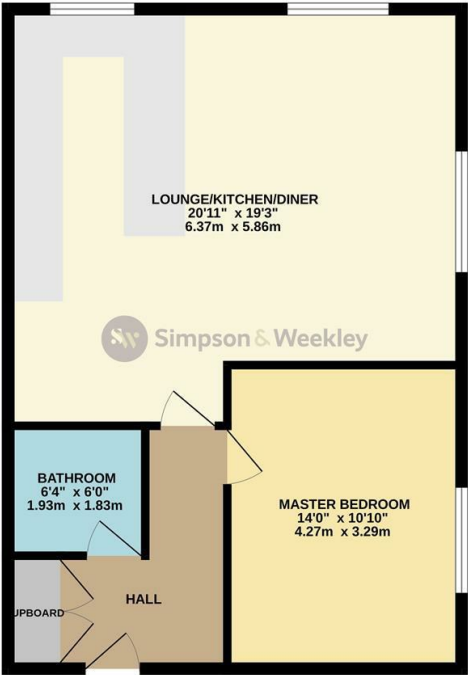 LOUNGE/KITCHEN/DINER
20'11" x 19'3"
6.37m x 5.86m
Simpson & Weekley
BATHROOM
6'4" x 6'0"
1.93m x 1.83m
MASTER BEDROOM
14'0" x 10'10"
4.27m x 3.29m
HALL
UPBOARD